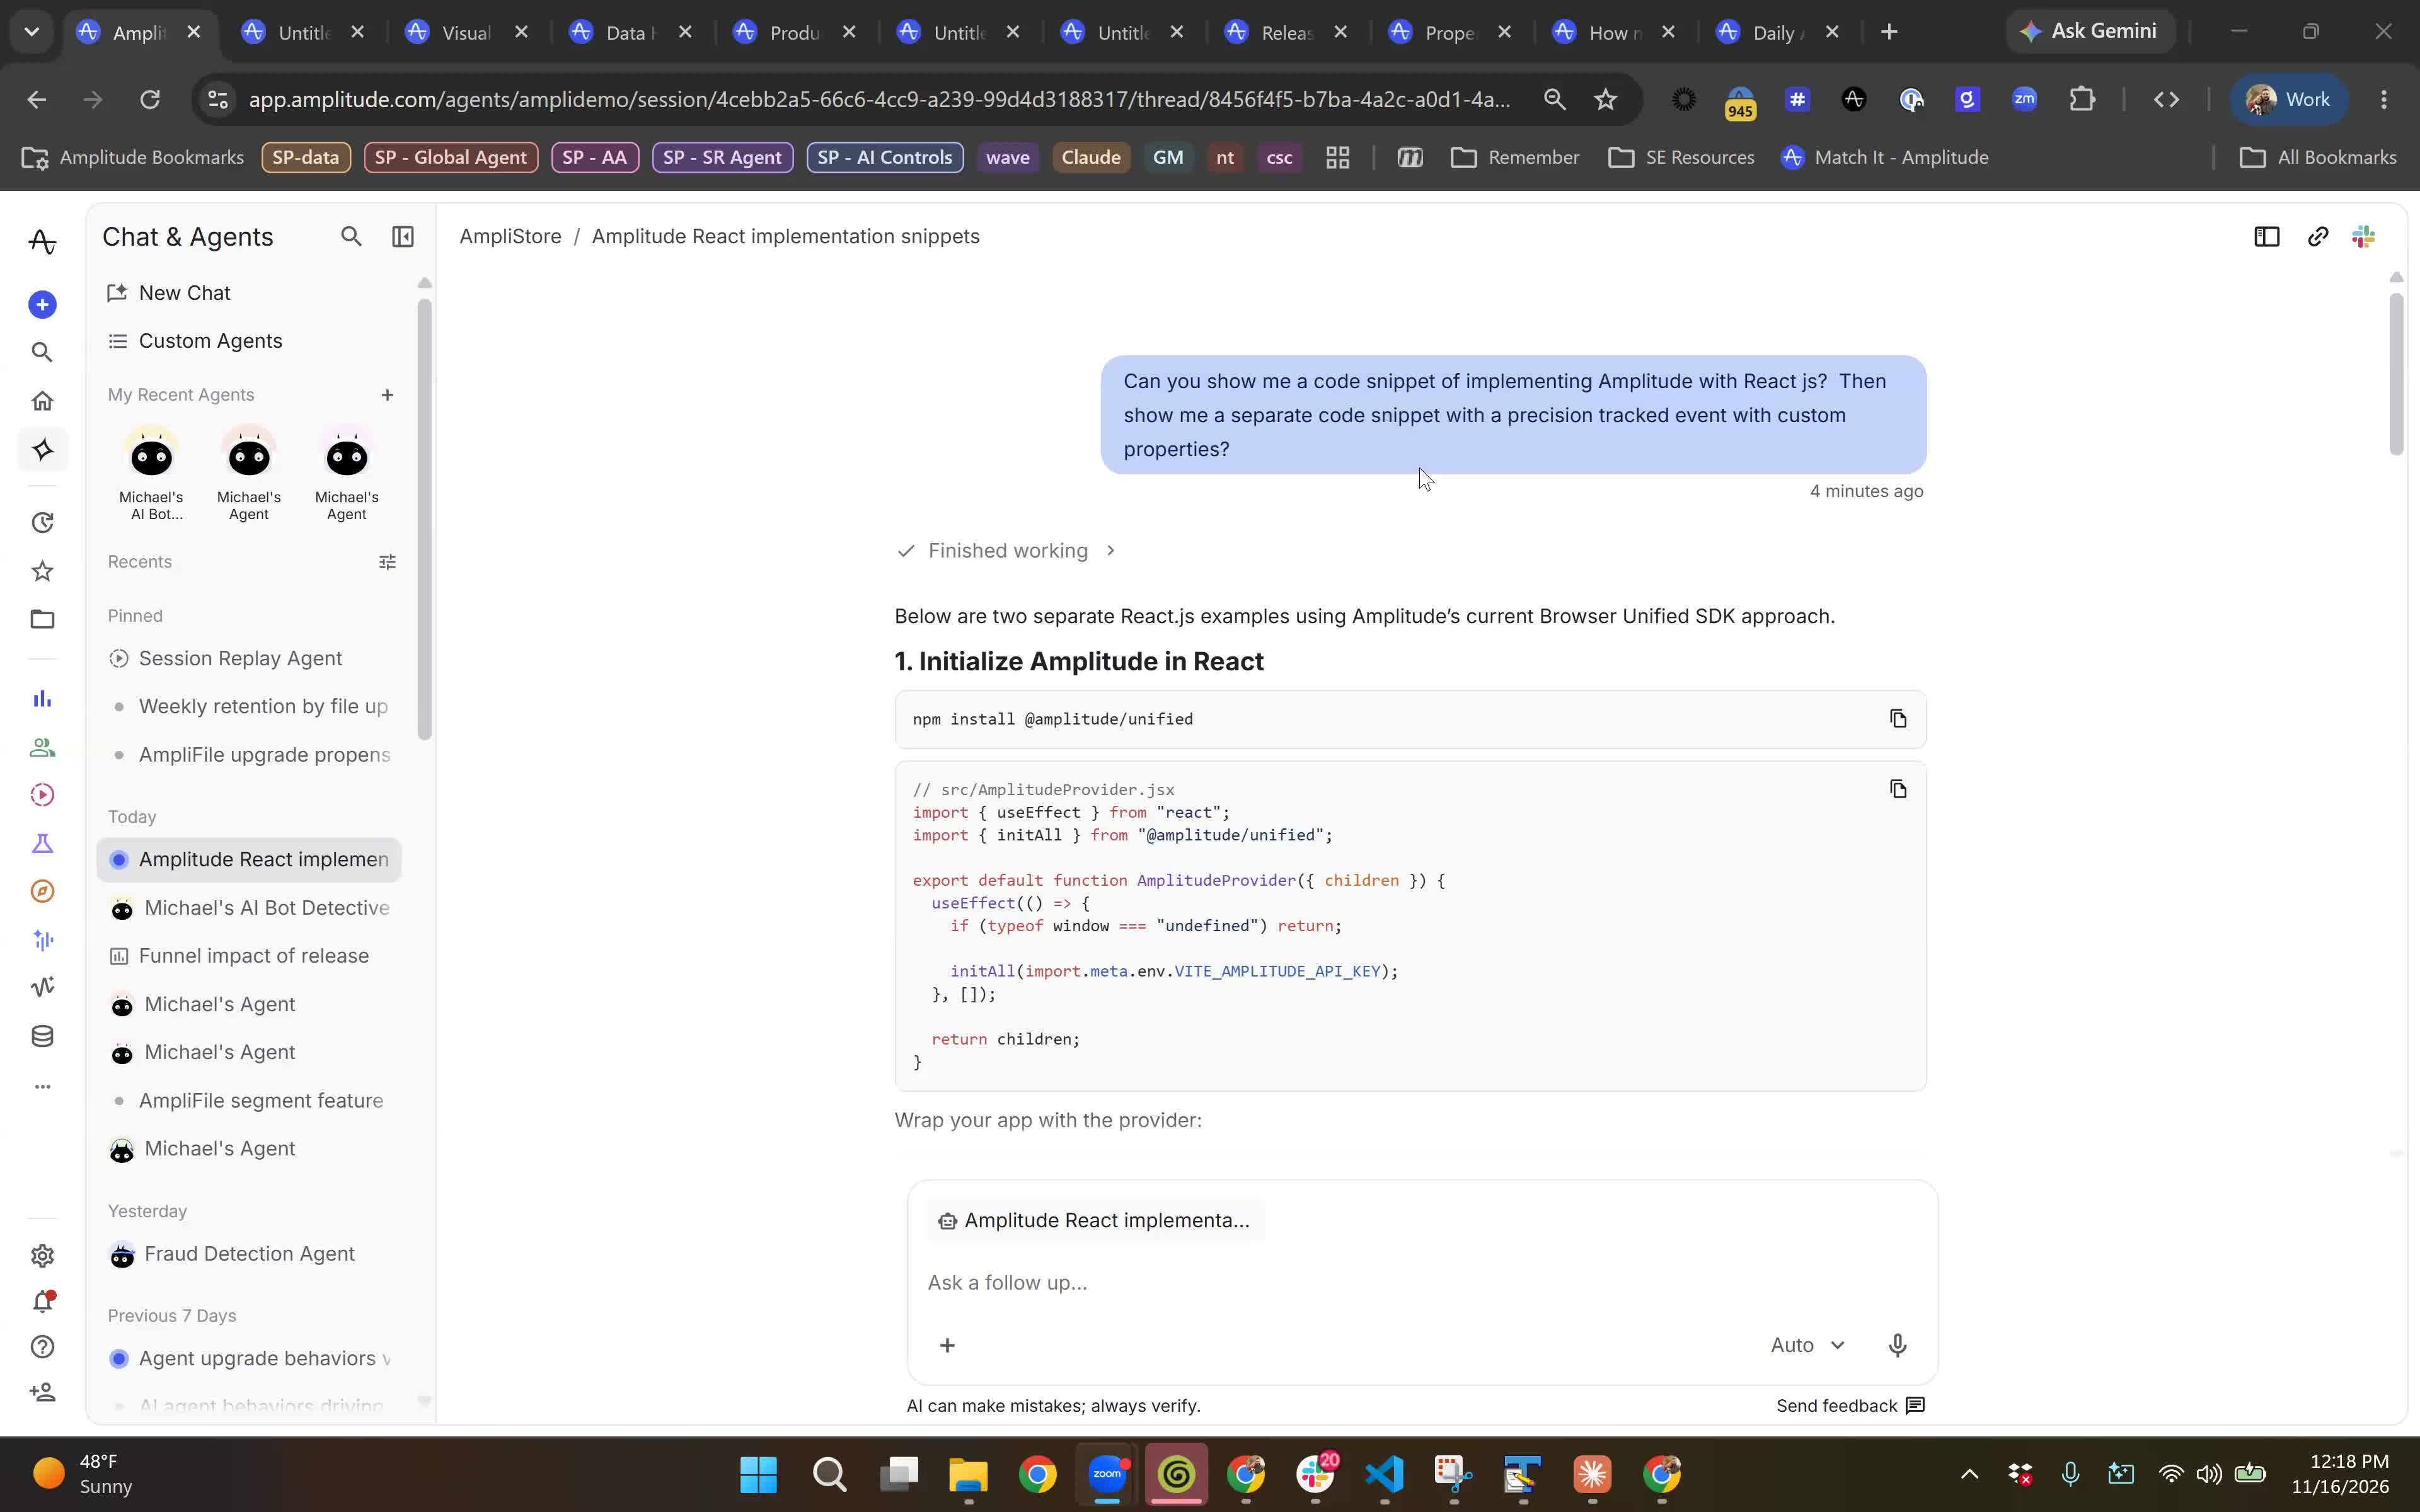 Ampli
Untitle
Visual
Data
Produ
Untitle
Untitle
Releas
Prope
How
Daily
Ask Gemini
app.amplitude.com/agents/amplidemo/session/4cebb2a5-66c6-4cc9-a239-99d4d3188317/thread/8456f4f5-b7ba-4a2c-a0d1-4a...
945
zm
Work
Amplitude Bookmarks
SP-data
SP - Global Agent
SP - AA
SP - SR Agent
SP - AI Controls
wave
Claude
GM
nt
csc
Remember
SE Resources
Match It - Amplitude
All Bookmarks
Chat & Agents
AmpliStore / Amplitude React implementation snippets
New Chat
Custom Agents
My Recent Agents
Michael's AI Bot...
Michael's Agent
Michael's Agent
Recents
Pinned
Session Replay Agent
Weekly retention by file up
AmpliFile upgrade propens
Today
Amplitude React implemen
Michael's AI Bot Detective
Funnel impact of release
Michael's Agent
Michael's Agent
AmpliFile segment feature
Michael's Agent
Yesterday
Fraud Detection Agent
Previous 7 Days
Agent upgrade behaviors v
AI agent behaviors driving
Can you show me a code snippet of implementing Amplitude with React js? Then
show me a separate code snippet with a precision tracked event with custom
properties?
4 minutes ago
Finished working
Below are two separate React.js examples using Amplitude’s current Browser Unified SDK approach.
1. Initialize Amplitude in React
npm install @amplitude/unified
// src/AmplitudeProvider.jsx
import { useEffect } from "react";
import { initAll } from "@amplitude/unified";
export default function AmplitudeProvider({ children }) {
useEffect(() => {
if (typeof window === "undefined") return;
initAll(import.meta.env.VITE_AMPLITUDE_API_KEY);
}, []);
return children;
}
Wrap your app with the provider:
Amplitude React implementa...
Ask a follow up...
Auto
AI can make mistakes; always verify.
Send feedback
48°F
Sunny
zoom
20
12:18 PM
11/16/2026